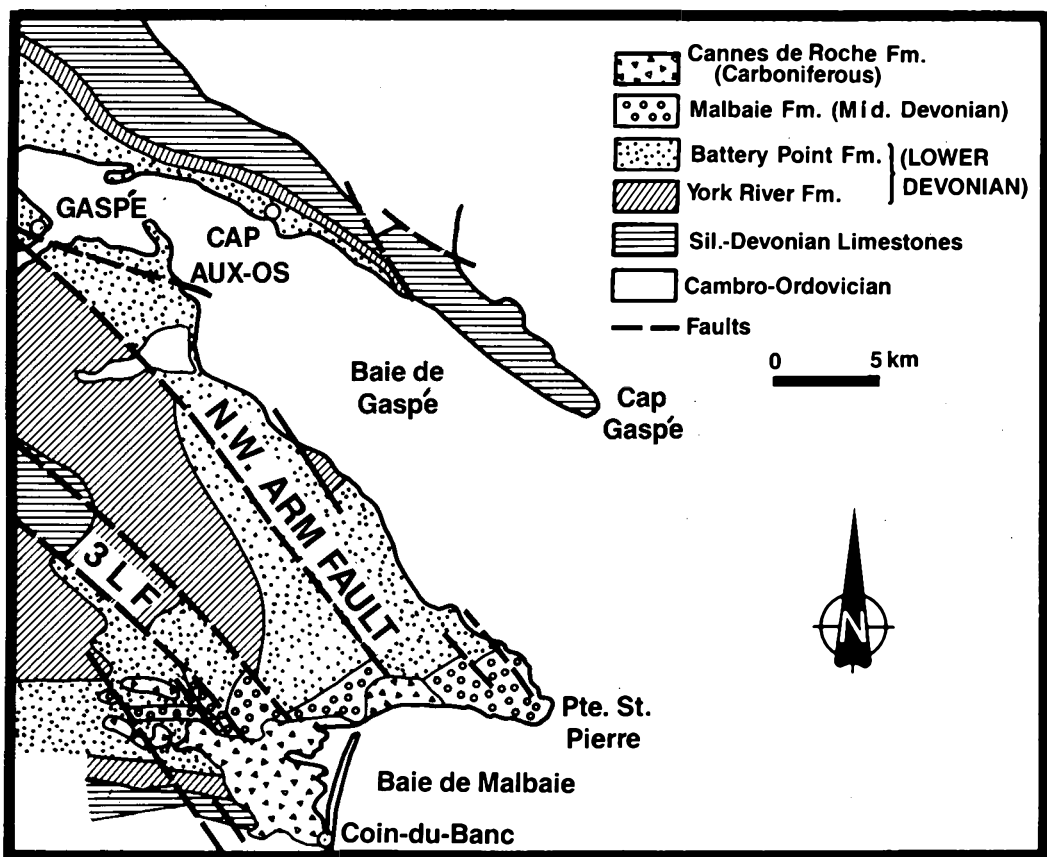 Cannes de Roche Fm.
(Carboniferous)
Malbaie Fm. (Mid. Devonian)
Battery Point Fm.
(LOWER
DEVONIAN)
York River Fm.
Sil.-Devonian Limestones
Cambro-Ordovician
Faults
0 5 km
GASPÉ
CAP
AUX-OS
Baie de
Gaspé
Cap
Gaspé
N.W. ARM FAULT
3 L F
N
Pte. St.
Pierre
Baie de Malbaie
Coin-du-Banc